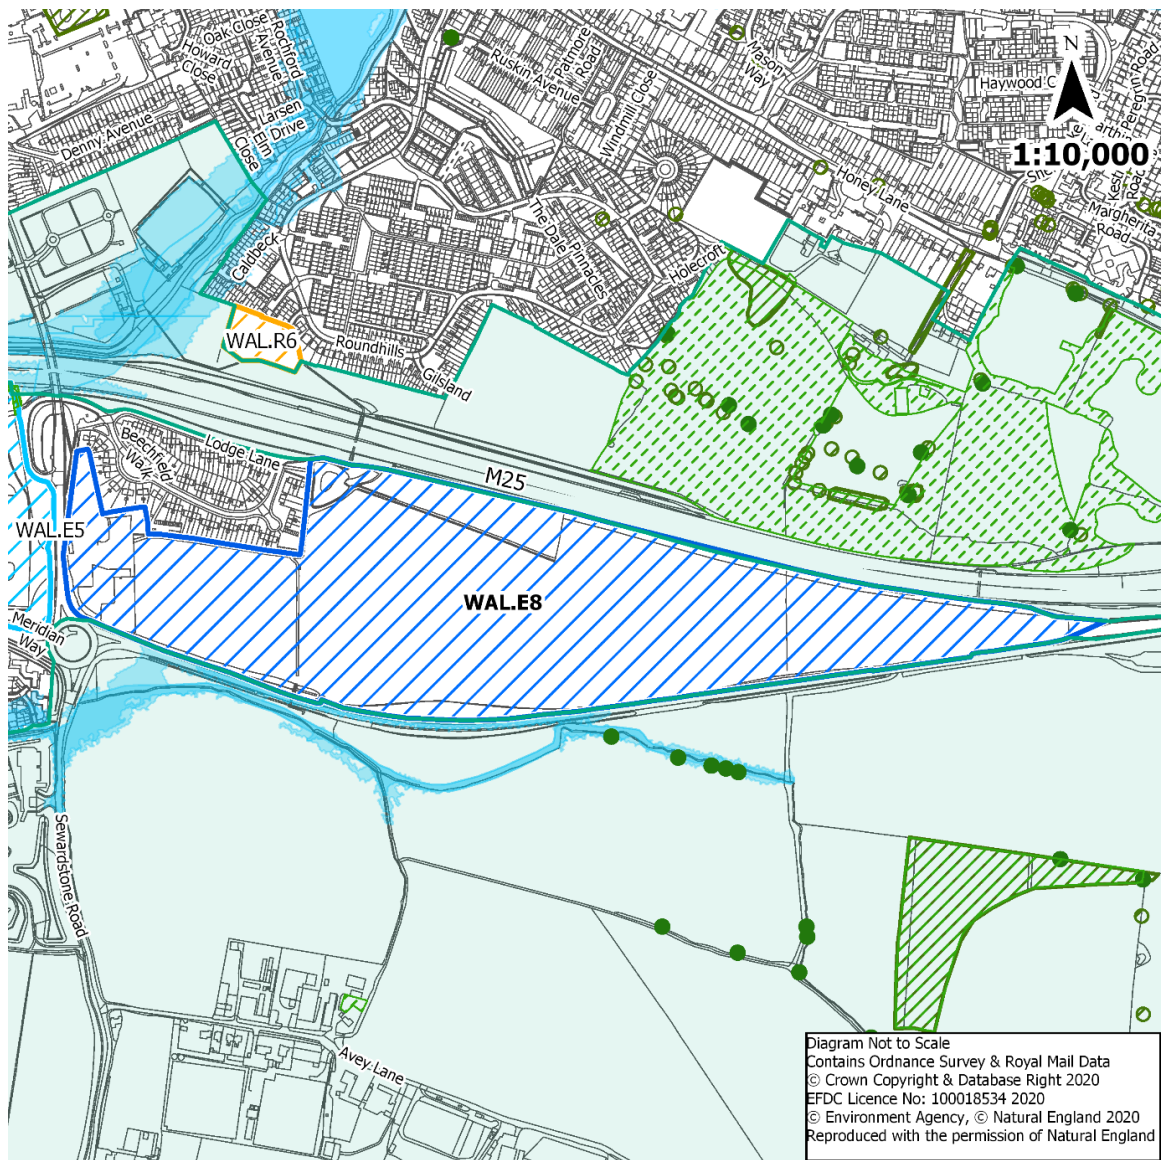 Oak Close
Howard
Close
Rochford
Avenue
Larsen
Drive
Elm
Close
Denny Avenue
Ruskin Avenue
Patmore
Road
Windmill Close
Mason
Way
Haywood C
N
1:10,000
Honey Lane
Margherita
Road
Road
The Dale
Pinnacles
Holecroft
Caldbeck
WAL.R6
Roundhills
Gilsland
Lodge Lane
Beechfield
Walk
M25
WAL.E5
WAL.E8
Meridian
Way
Sewardstone Road
Avey Lane
Diagram Not to Scale
Contains Ordnance Survey & Royal Mail Data
© Crown Copyright & Database Right 2020
EFDC Licence No: 100018534 2020
© Environment Agency, © Natural England 2020
Reproduced with the permission of Natural England